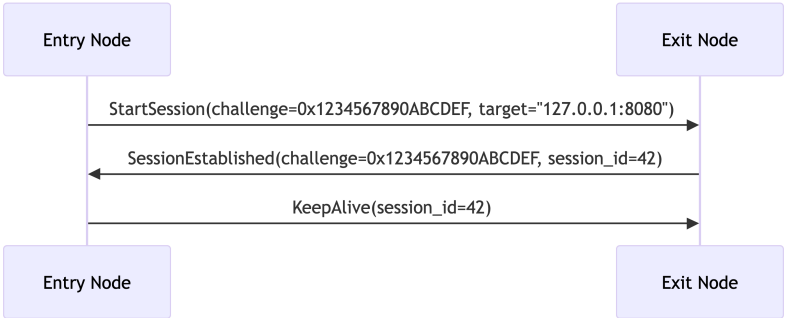 Entry Node
Exit Node
StartSession(challenge=0x1234567890ABCDEF, target="127.0.0.1:8080")
SessionEstablished(challenge=0x1234567890ABCDEF, session_id=42)
KeepAlive(session_id=42)
Entry Node
Exit Node